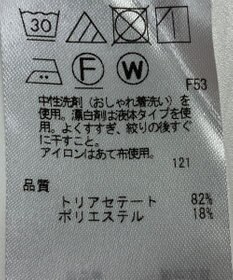 30
F W
F53
中性洗剤(おしゃれ着洗い)を
使用。漂白剤は液体タイプを使
用。よくすすぎ、絞りの後すぐ
に干すこと。
アイロンはあて布使用。
121
品質
トリアセテート 82%
ポリエステル 18%